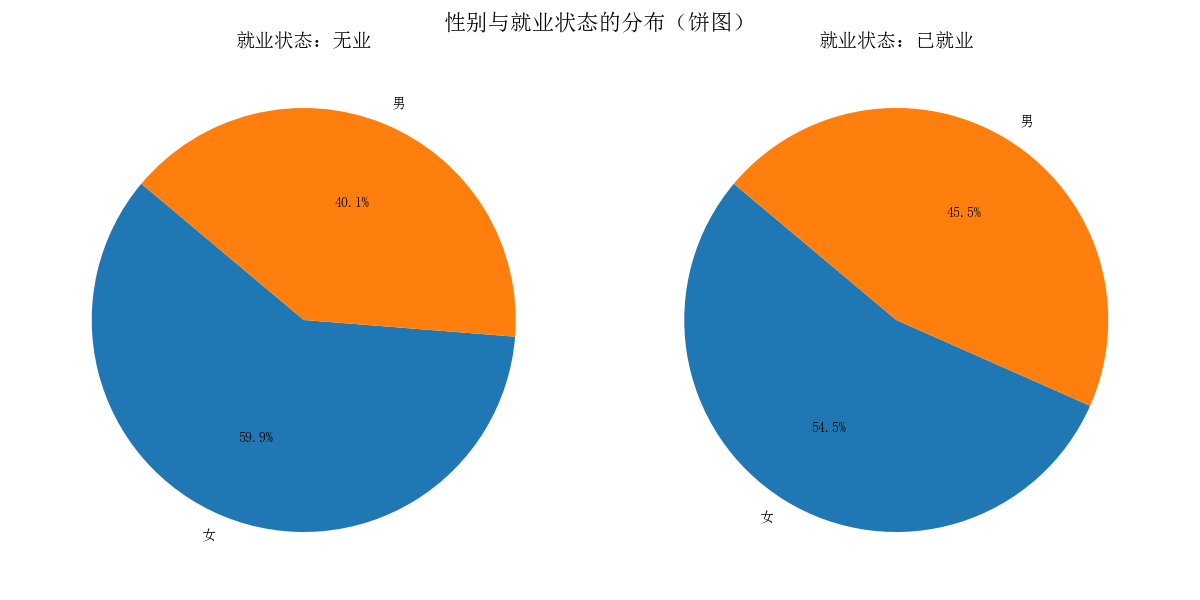 性别与就业状态的分布（饼图）
就业状态：无业
男
40.1%
59.9%
女
就业状态：已就业
男
45.5%
54.5%
女